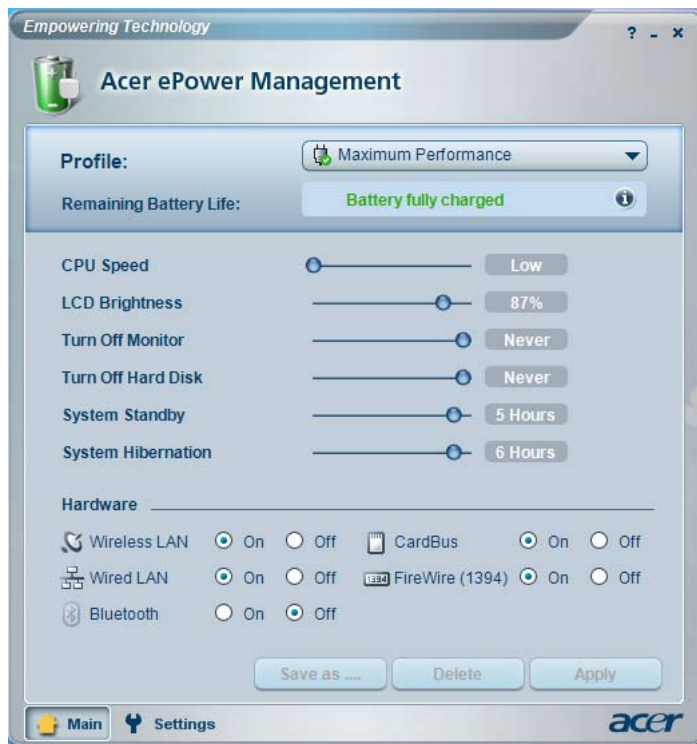 Empowering Technology
? - x
Acer ePower Management
Profile: Maximum Performance
Remaining Battery Life: Battery fully charged
CPU Speed Low
LCD Brightness 87%
Turn Off Monitor Never
Turn Off Hard Disk Never
System Standby 5 Hours
System Hibernation 6 Hours
Hardware
Wireless LAN On Off CardBus On Off
Wired LAN On Off 1394 FireWire (1394) On Off
Bluetooth On Off
Save as .... Delete Apply
Main Settings acer